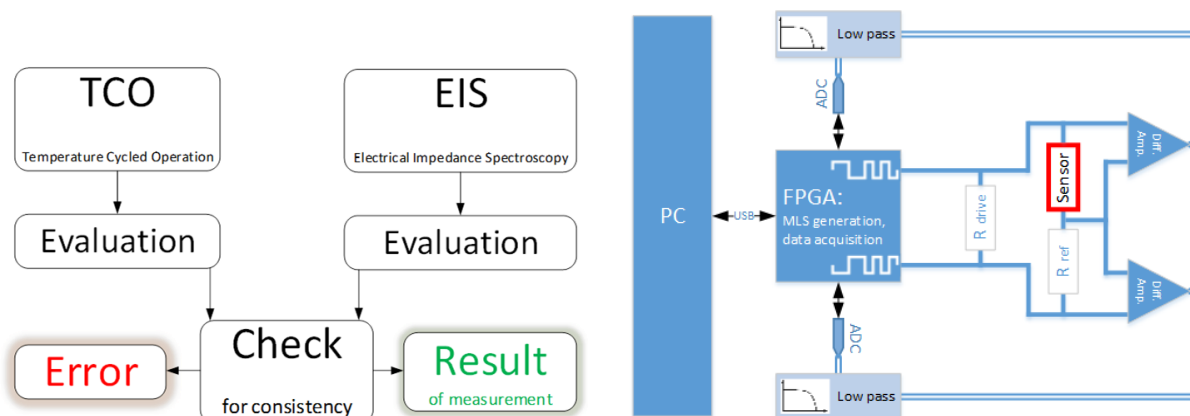 TCO
Temperature Cycled Operation
EIS
Electrical Impedance Spectroscopy
Evaluation
Evaluation
Check
for consistency
Error
Result
of measurement
PC
USB
Low pass
ADC
FPGA:
MLS generation,
data acquisition
ADC
Low pass
R drive
Sensor
R ref
Diff.
Amp.
Diff.
Amp.